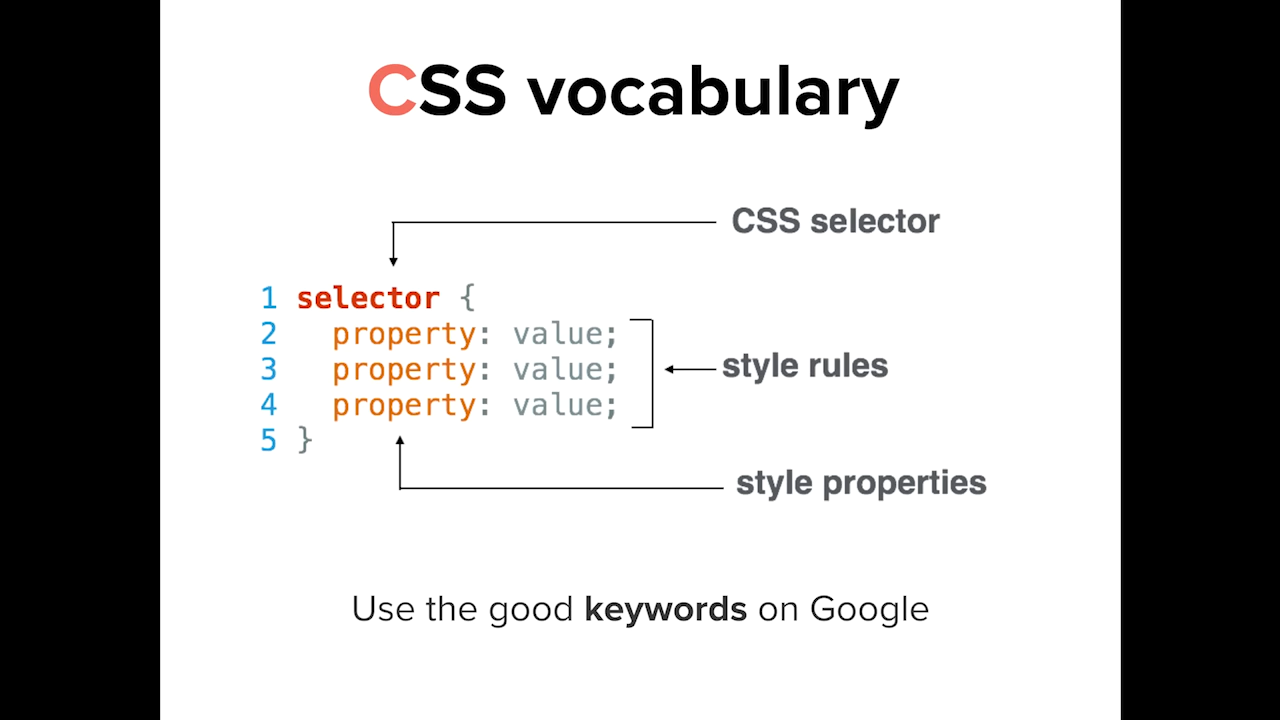 CSS vocabulary
CSS selector
1 selector {
2   property: value;
3   property: value;
4   property: value;
5 }
style rules
style properties
Use the good keywords on Google